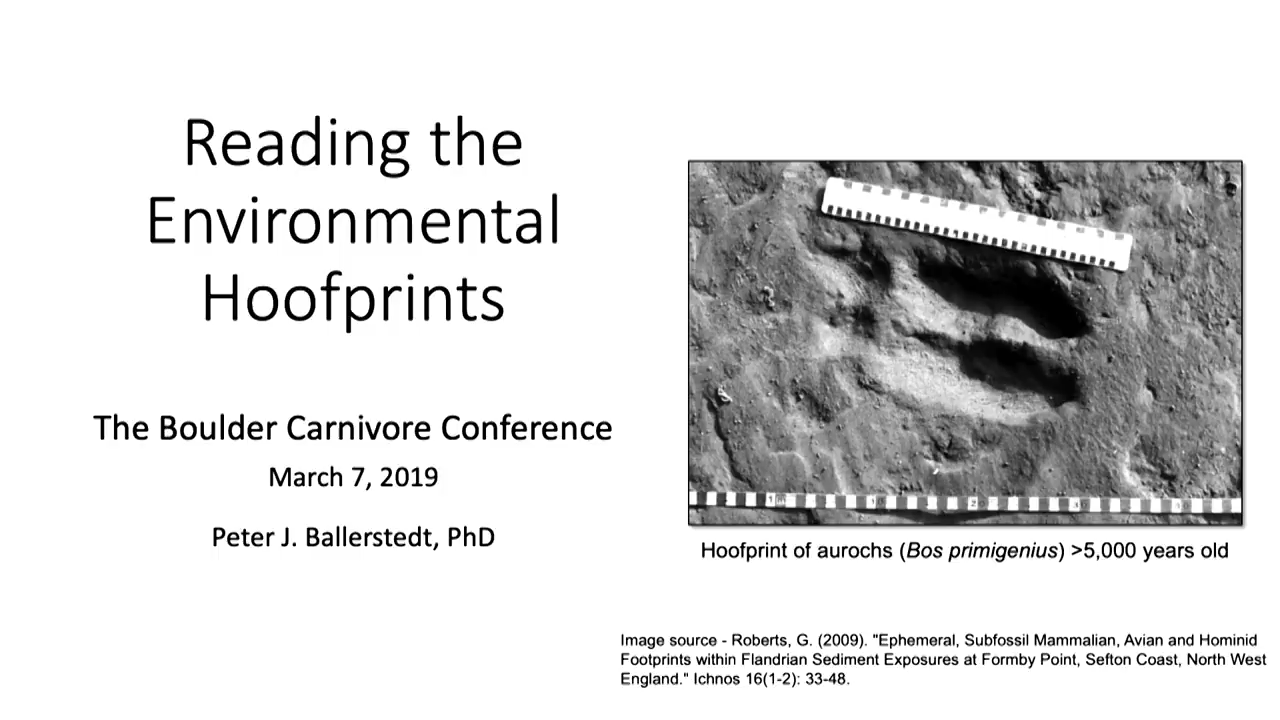 Reading the
Environmental
Hoofprints
The Boulder Carnivore Conference
March 7, 2019
Peter J. Ballerstedt, PhD
Hoofprint of aurochs (Bos primigenius) >5,000 years old
Image source - Roberts, G. (2009). "Ephemeral, Subfossil Mammalian, Avian and Hominid
Footprints within Flandrian Sediment Exposures at Formby Point, Sefton Coast, North West
England." Ichnos 16(1-2): 33-48.